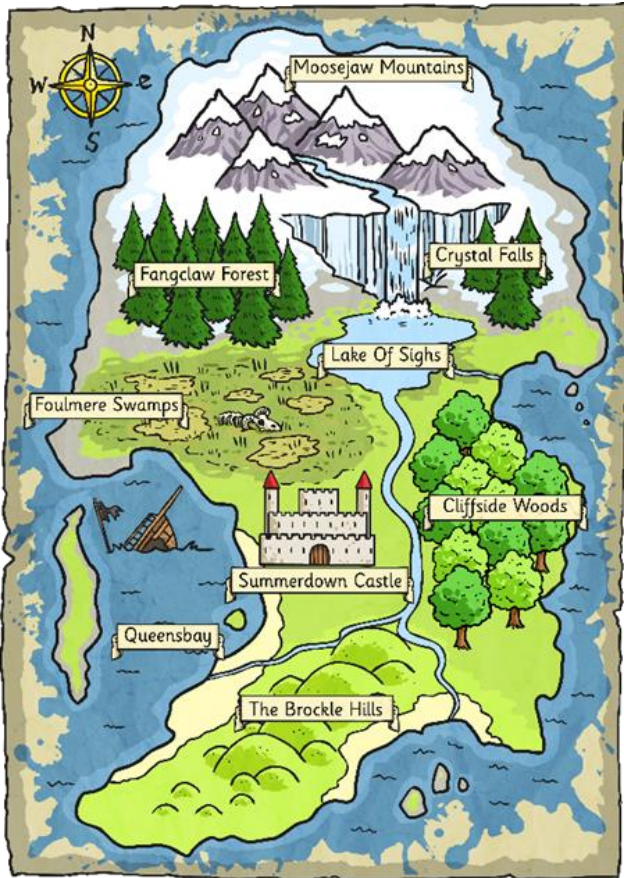 N
Moosejaw Mountains
W e
S
Crystal Falls
Fangclaw Forest
Lake Of Sighs
Foulmere Swamps
Cliffside Woods
Summerdown Castle
Queensbay
The Brockle Hills